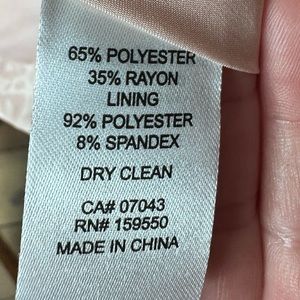 65% POLYESTER
35% RAYON
LINING
92% POLYESTER
8% SPANDEX
DRY CLEAN
CA# 07043
RN# 159550
MADE IN CHINA